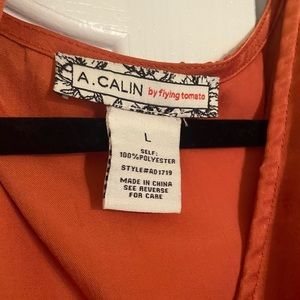 A.CALIN by flying tomato
L
SELF:
100%POLYESTER
STYLE#AD1719
MADE IN CHINA
SEE REVERSE
FOR CARE